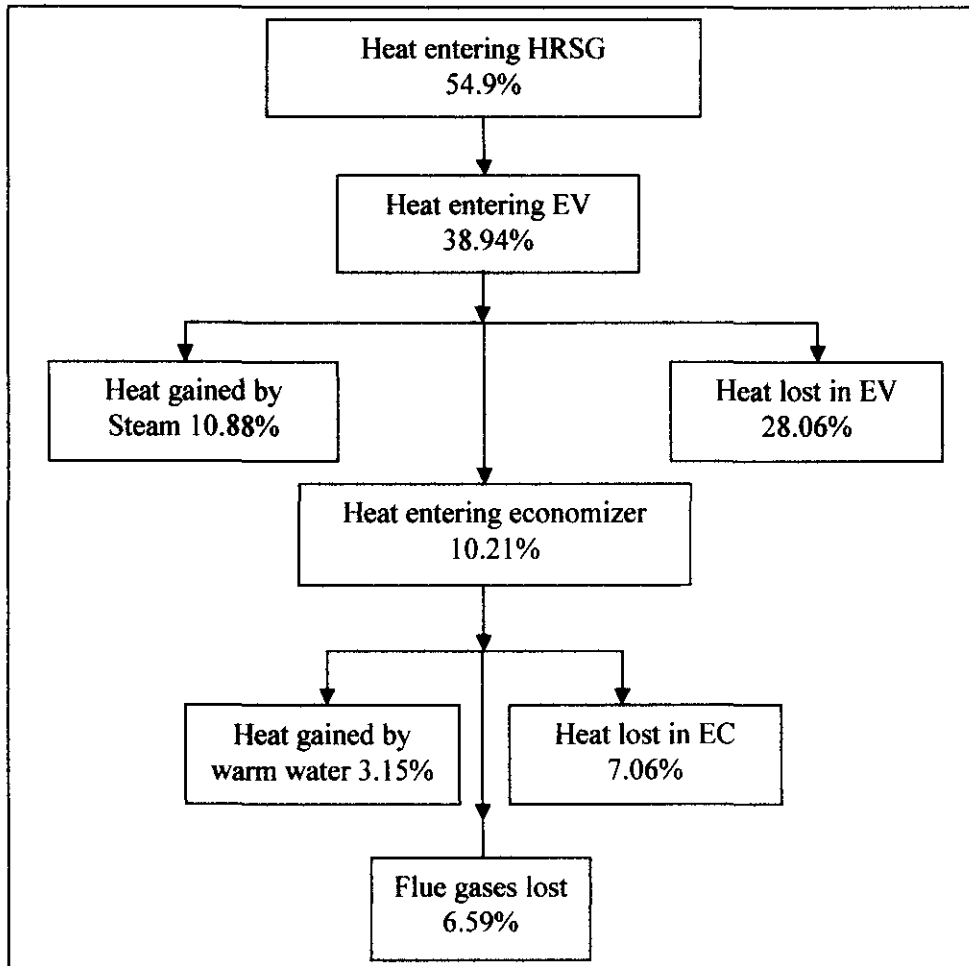 Heat entering HRSG
54.9%
Heat entering EV
38.94%
Heat gained by
Steam 10.88%
Heat lost in EV
28.06%
Heat entering economizer
10.21%
Heat gained by
warm water 3.15%
Heat lost in EC
7.06%
Flue gases lost
6.59%